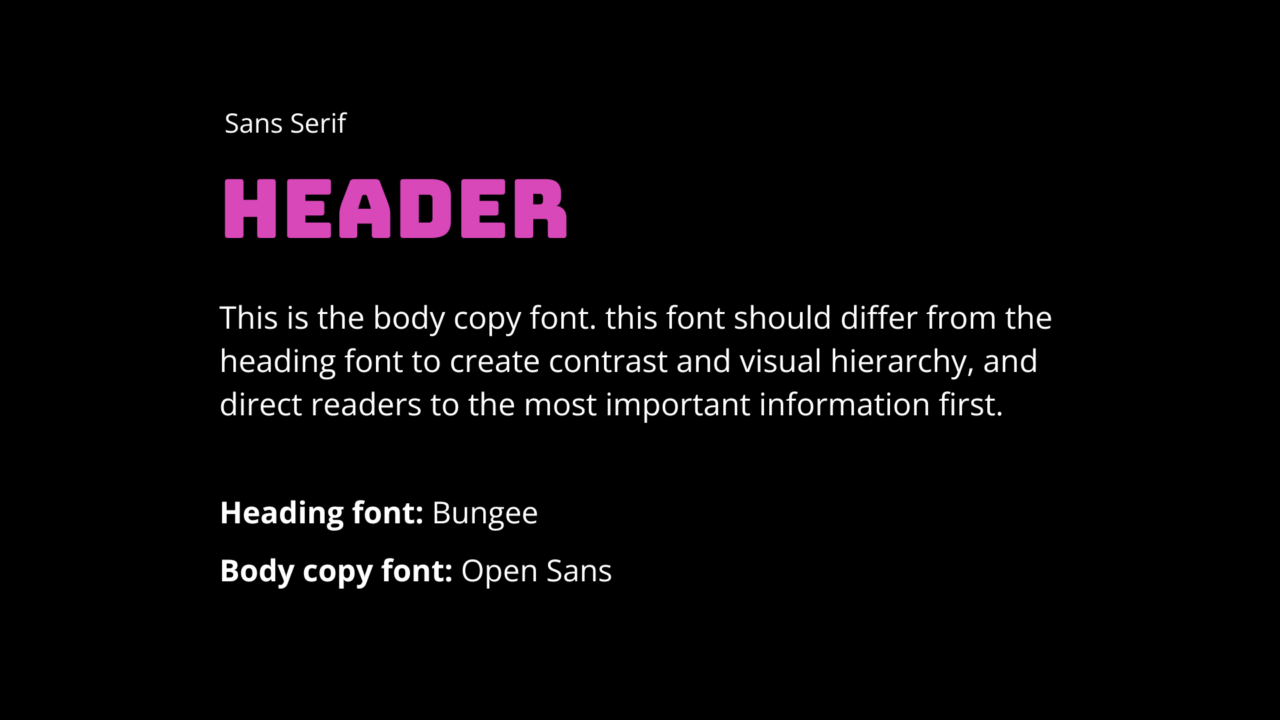 Sans Serif
HEADER
This is the body copy font. this font should differ from the
heading font to create contrast and visual hierarchy, and
direct readers to the most important information first.
Heading font: Bungee
Body copy font: Open Sans